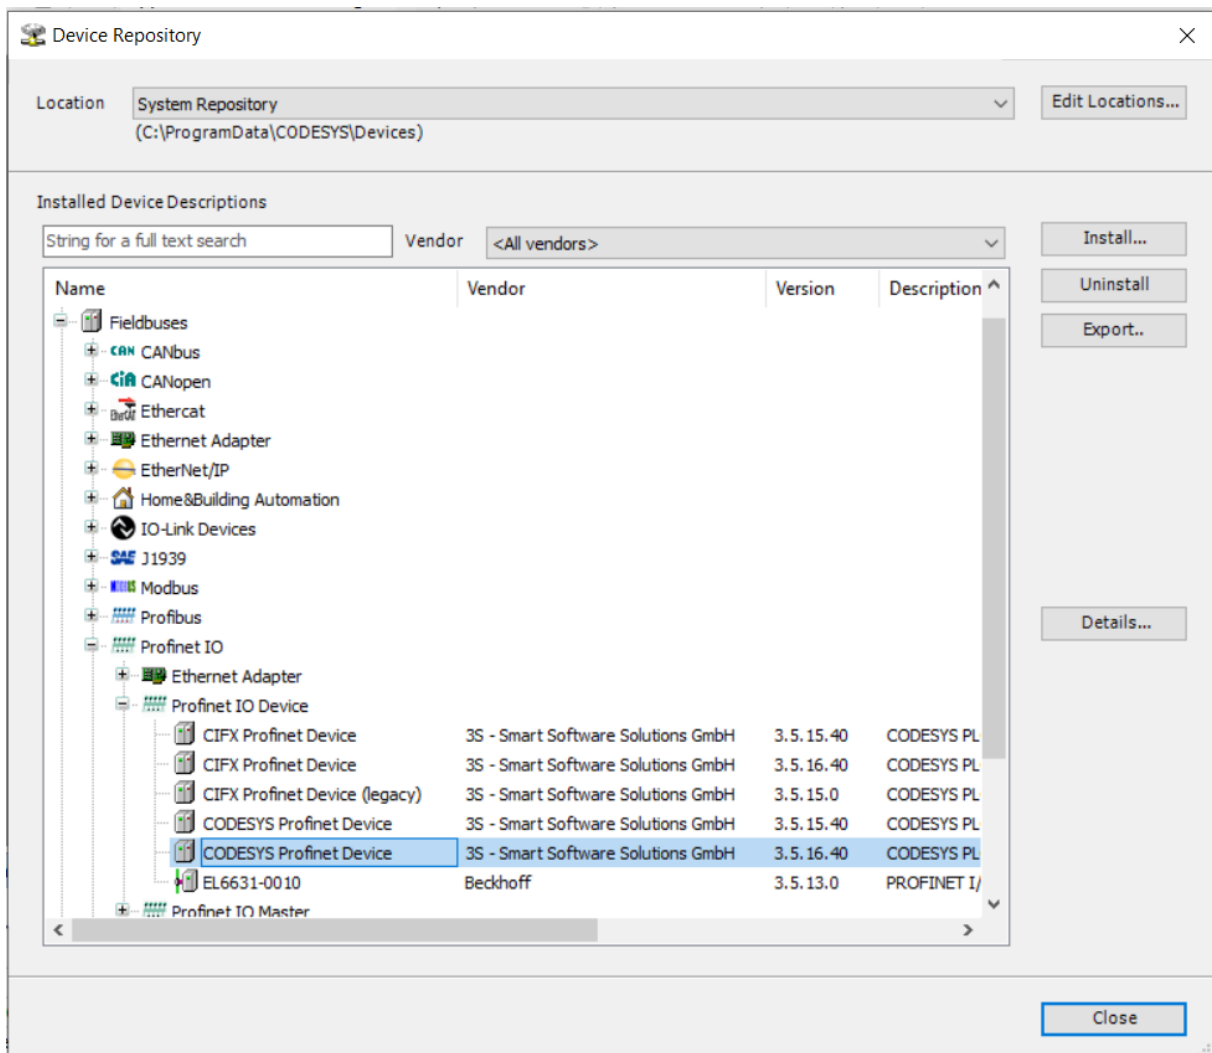 Device Repository
Location System Repository Edit Locations...
(C:\ProgramData\CODESYS\Devices)
Installed Device Descriptions
String for a full text search Vendor <All vendors> Install...
Name Vendor Version Description Uninstall
Fieldbuses Export..
CAN CANbus
CiA CANopen
EtherCAT Ethercat
Ethernet Adapter
EtherNet/IP
Home&Building Automation
IO-Link Devices
SAE J1939
MODBUS Modbus
Profibus Details...
Profinet IO
Ethernet Adapter
Profinet IO Device
CIFX Profinet Device 3S - Smart Software Solutions GmbH 3.5.15.40 CODESYS PL
CIFX Profinet Device 3S - Smart Software Solutions GmbH 3.5.16.40 CODESYS PL
CIFX Profinet Device (legacy) 3S - Smart Software Solutions GmbH 3.5.15.0 CODESYS PL
CODESYS Profinet Device 3S - Smart Software Solutions GmbH 3.5.15.40 CODESYS PL
CODESYS Profinet Device 3S - Smart Software Solutions GmbH 3.5.16.40 CODESYS PL
EL6631-0010 Beckhoff 3.5.13.0 PROFINET I/
Profinet IO Master
Close